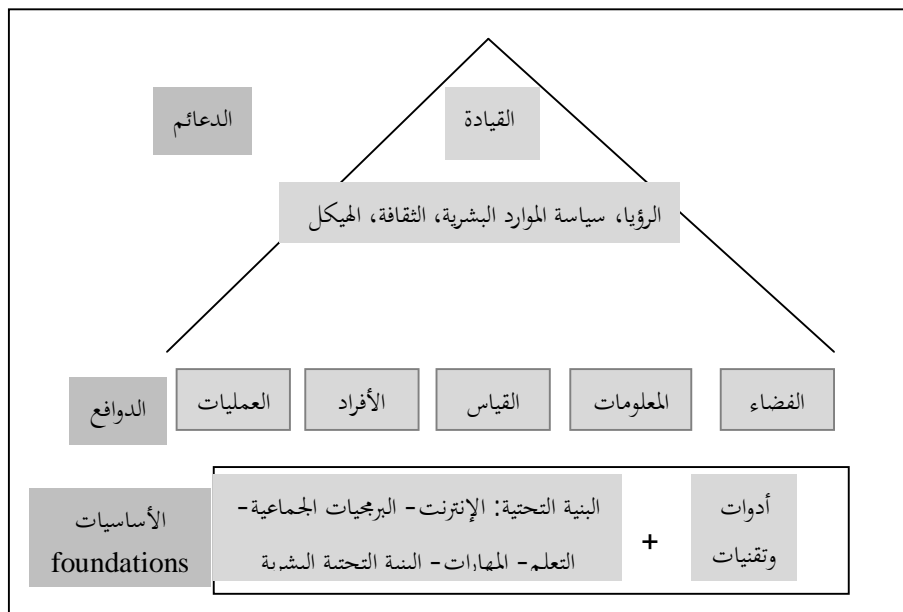 القيادة
الدعائم
الرؤيا، سياسة الموارد البشرية، الثقافة، الهيكل
الفضاء
المعلومات
القياس
الأفراد
العمليات
الدوافع
أدوات
وتقنيات
+
البنية التحتية: الإنترنت- البرمجيات الجماعية-
التعلم- المهارات- البنية التحتية البشرية
الأساسيات
foundations